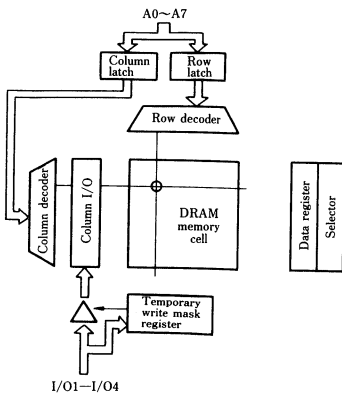 A0~A7
Column
latch
Row
latch
Row decoder
Column decoder
Column I/O
DRAM
memory
cell
Data register
Selector
Temporary
write mask
register
I/O1—I/O4